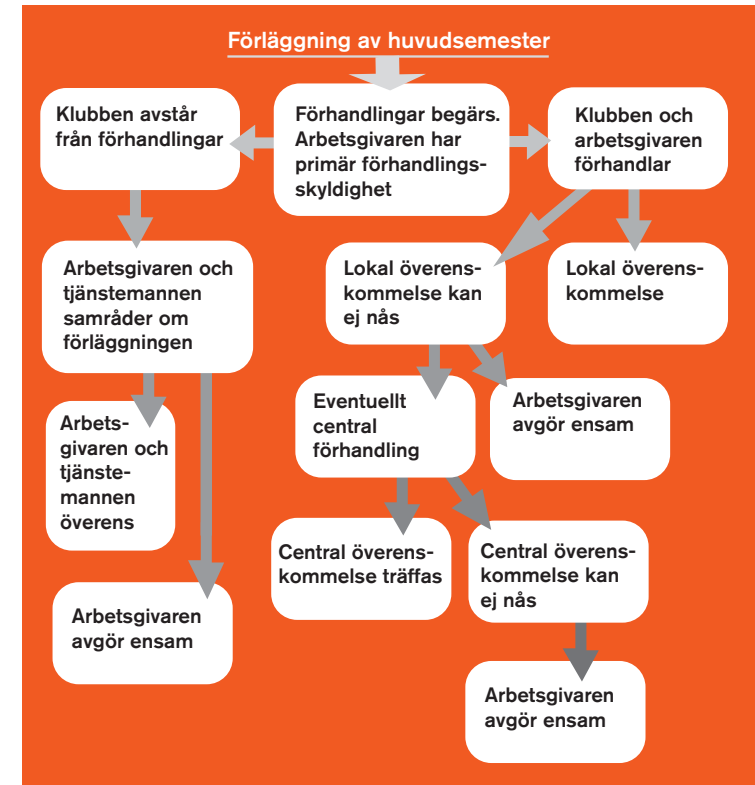 Förläggning av huvudsemester
Klubben avstår
från förhandlingar
Förhandlingar begärs.
Arbetsgivaren har
primär förhandlings-
skyldighet
Klubben och
arbetsgivaren
förhandlar
Arbetsgivaren och
tjänstemannen
samråder om
förläggningen
Lokal överens-
kommelse kan
ej nås
Lokal överens-
kommelse
Arbets-
givaren och
tjänste-
mannen
överens
Eventuellt
central
förhandling
Arbetsgivaren
avgör ensam
Central överens-
kommelse träffas
Central överens-
kommelse kan
ej nås
Arbetsgivaren
avgör ensam
Arbetsgivaren
avgör ensam